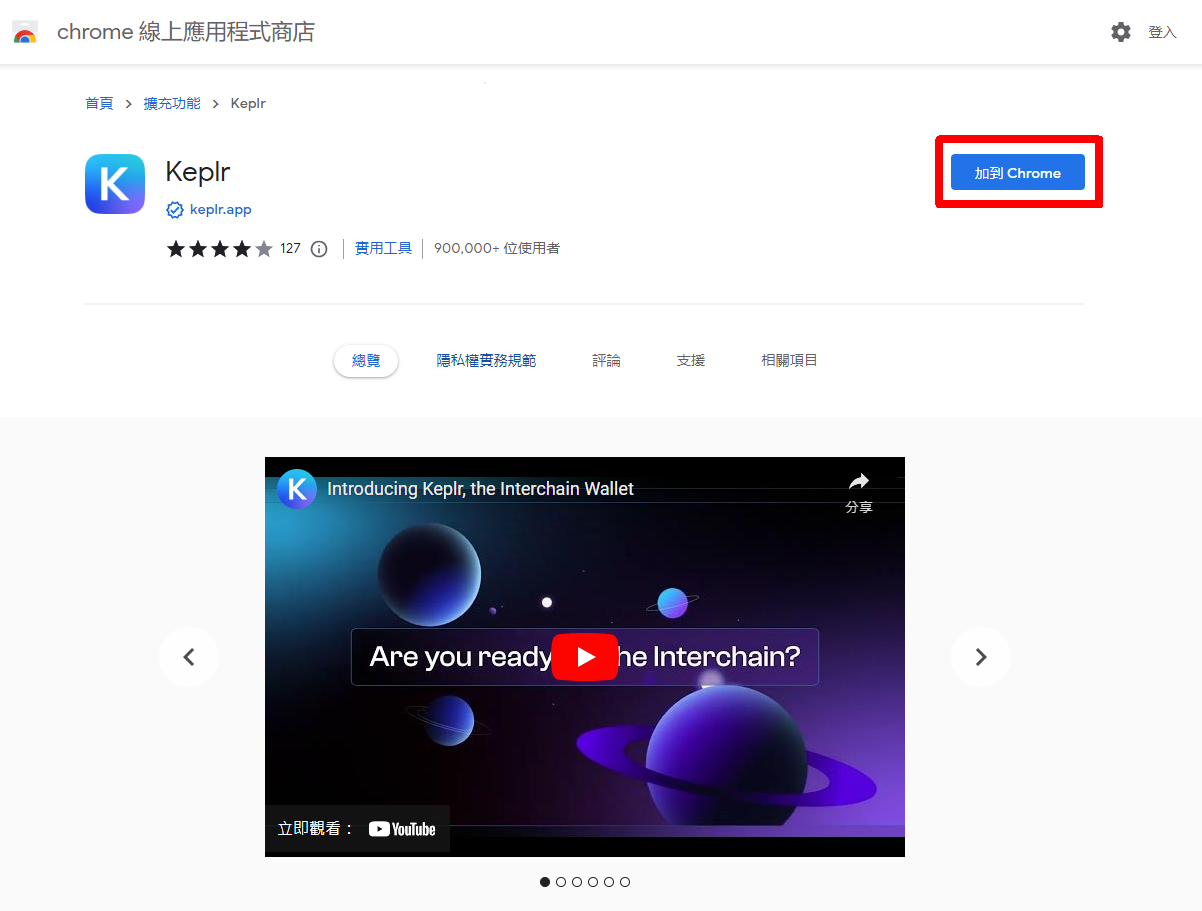 chrome 線上應用程式商店
登入
首頁 > 擴充功能 > Keplr
K
Keplr
加到 Chrome
keplr.app
127
實用工具
900,000+ 位使用者
總覽
隱私權實務規範
評論
支援
相關項目
K
Introducing Keplr, the Interchain Wallet
分享
Are you ready
he Interchain?
立即觀看：
YouTube